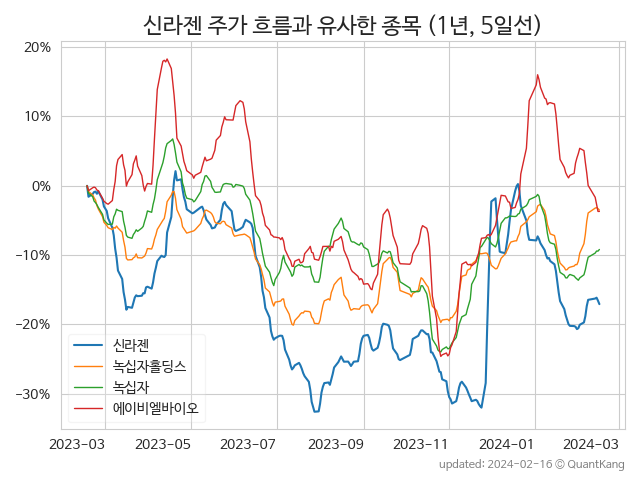 신라젠 주가 흐름과 유사한 종목 (1년, 5일선)
20%
10%
0%
−10%
−20%
−30%
신라젠
녹십자홀딩스
녹십자
에이비엘바이오
2023-03 2023-05 2023-07 2023-09 2023-11 2024-01 2024-03
updated: 2024-02-16 © QuantKang